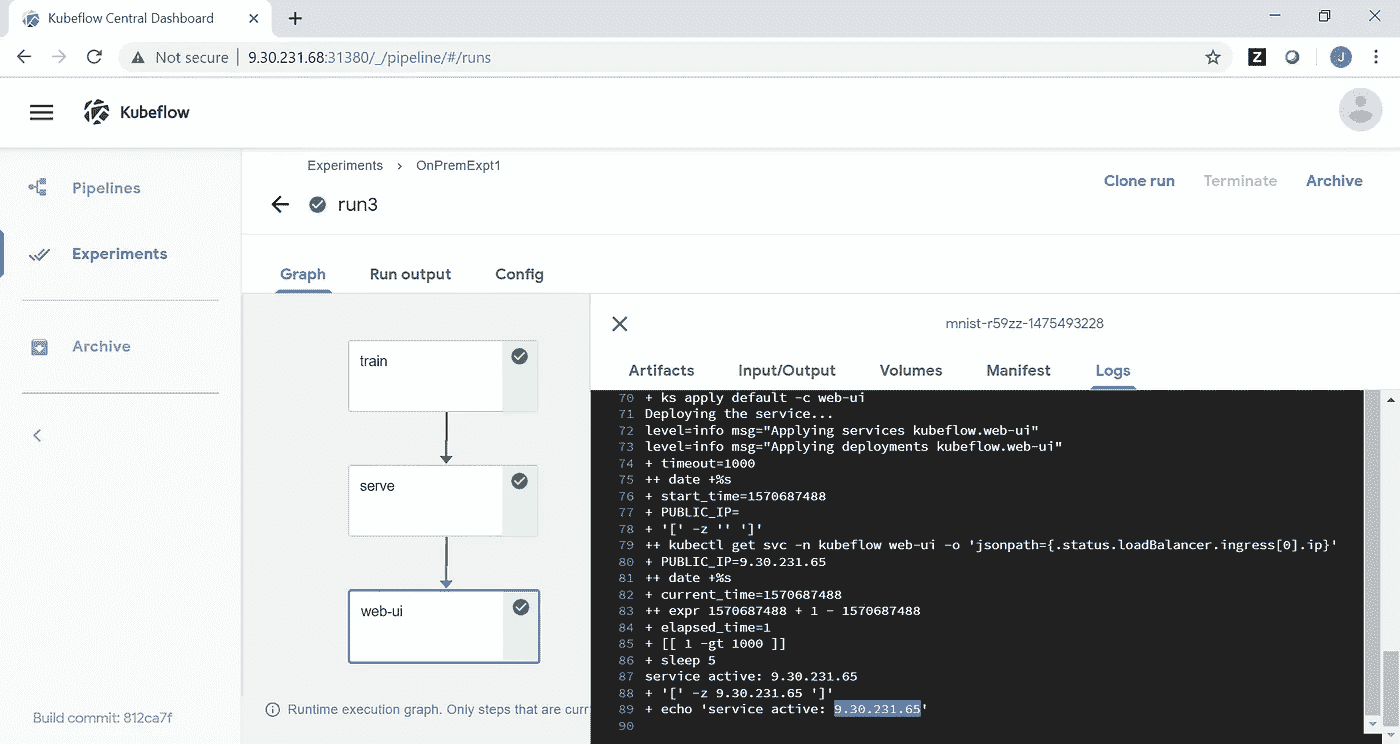 Kubeflow Central Dashboard
Not secure | 9.30.231.68:31380/_/pipeline/#/runs
Z
J
Kubeflow
Pipelines
Experiments
Archive
Build commit: 812ca7f
Experiments > OnPremExpt1
run3
Clone run Terminate Archive
Graph Run output Config
train
serve
web-ui
Runtime execution graph. Only steps that are curr
mnist-r59zz-1475493228
Artifacts Input/Output Volumes Manifest Logs
70 + ks apply default -c web-ui
71 Deploying the service...
72 level=info msg="Applying services kubeflow.web-ui"
73 level=info msg="Applying deployments kubeflow.web-ui"
74 + timeout=1000
75 ++ date +%s
76 + start_time=1570687488
77 + PUBLIC_IP=
78 + '[' -z '' ']'
79 ++ kubectl get svc -n kubeflow web-ui -o 'jsonpath={.status.loadBalancer.ingress[0].ip}'
80 + PUBLIC_IP=9.30.231.65
81 ++ date +%s
82 + current_time=1570687488
83 ++ expr 1570687488 + 1 - 1570687488
84 + elapsed_time=1
85 + [[ 1 -gt 1000 ]]
86 + sleep 5
87 service active: 9.30.231.65
88 + '[' -z 9.30.231.65 ']'
89 + echo 'service active: 9.30.231.65'
90